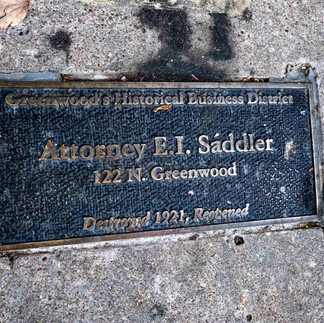 Greenwood's Historical Business District
Attorney E.I. Saddler
122 N. Greenwood
Destroyed 1921, Reopened